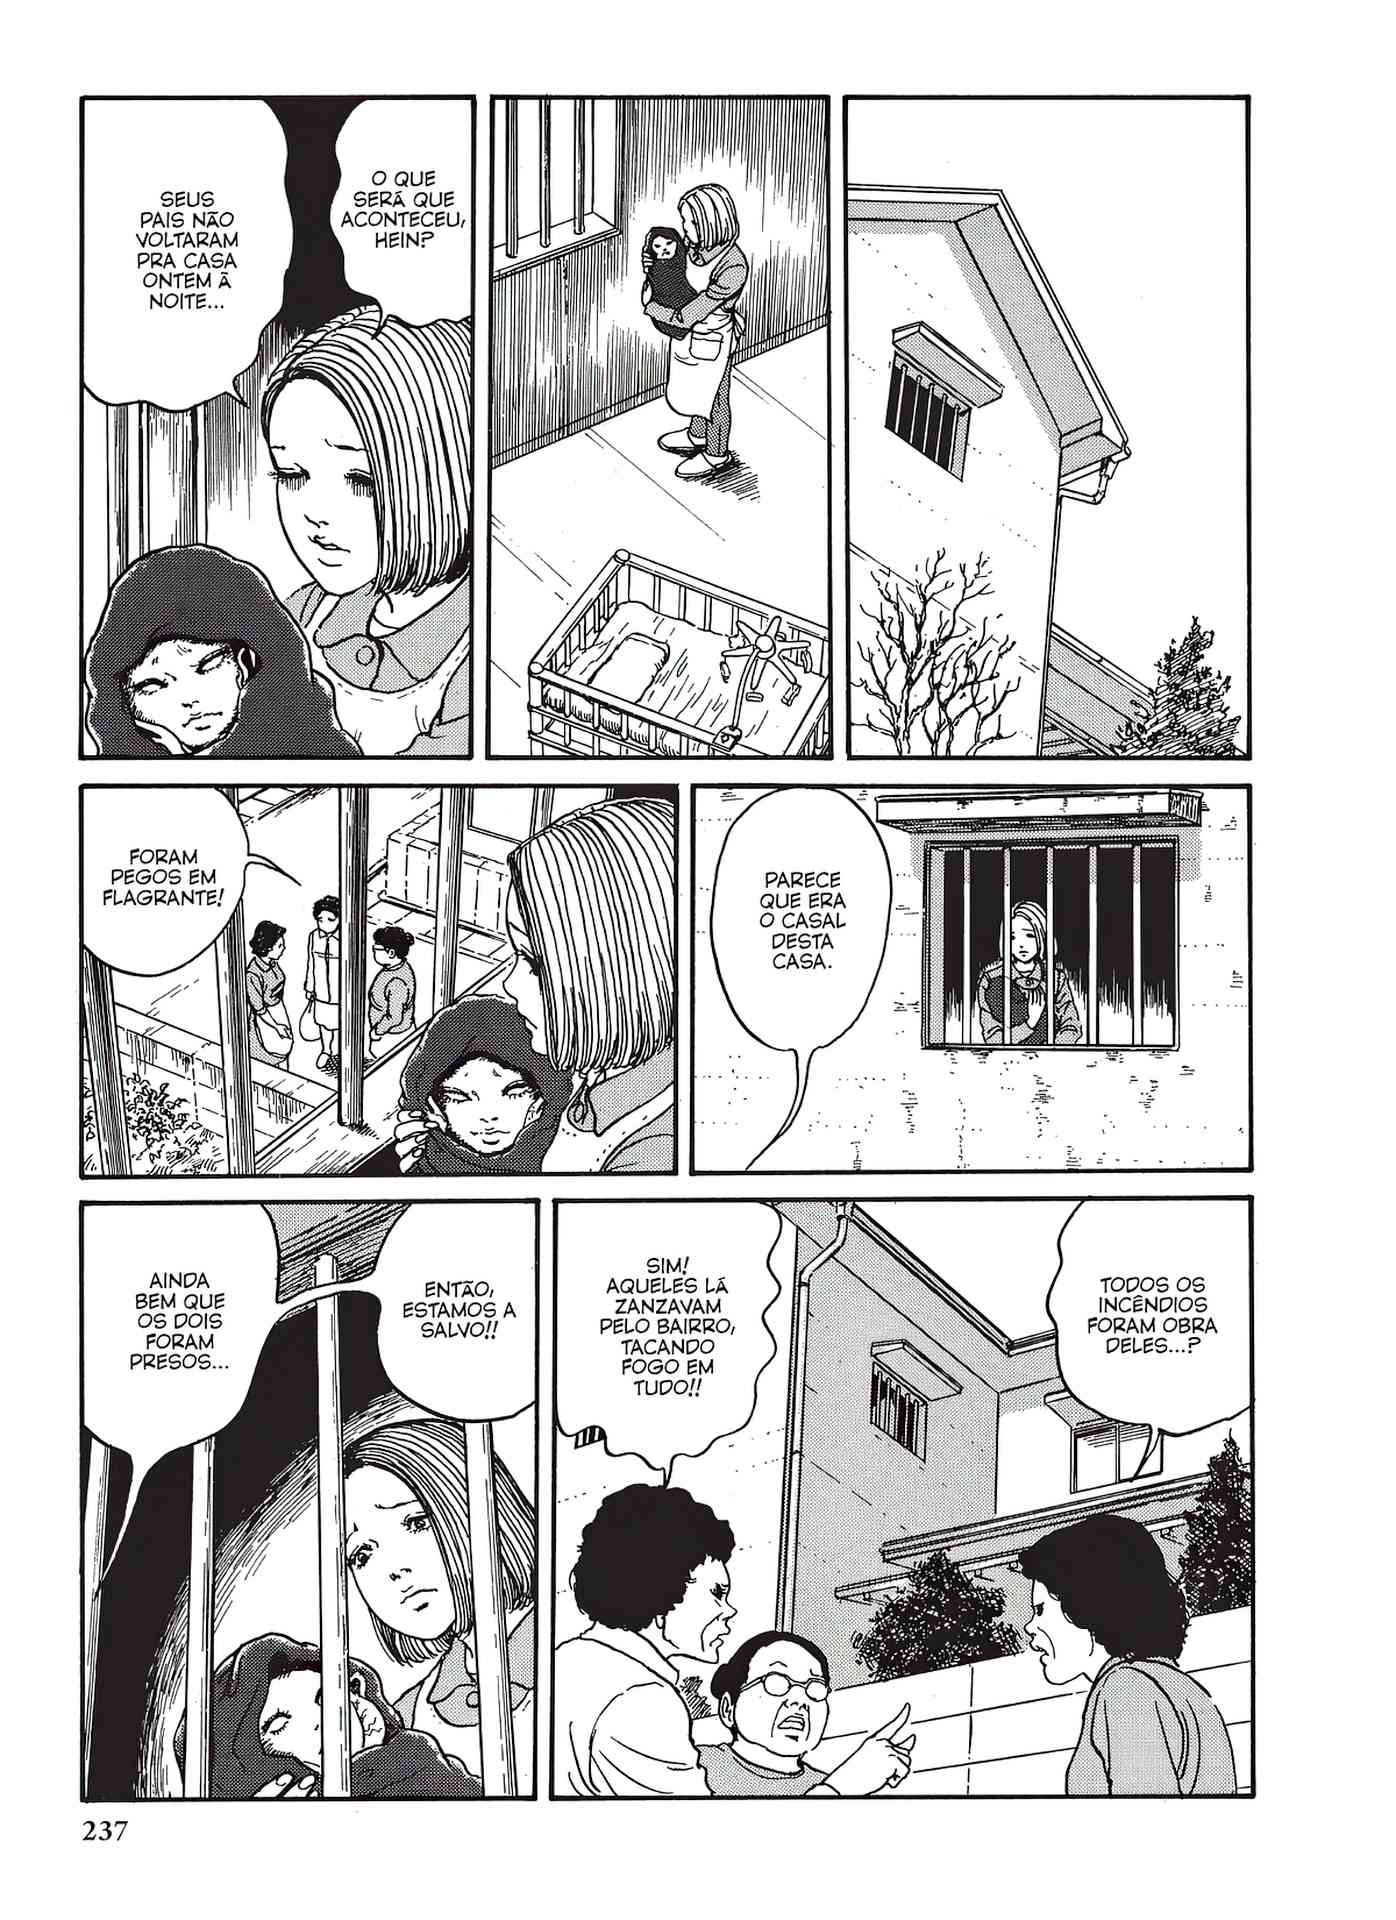 O QUE
SERÁ QUE
ACONTECEU,
HEIN?
SEUS
PAIS NÃO
VOLTARAM
PRA CASA
ONTEM Ã
NOITE...
PARECE
QUE ERA
O CASAL
DESTA
CASA.
FORAM
PEGOS EM
FLAGRANTE!
TODOS OS
INCÊNDIOS
FORAM OBRA
DELES...?
SIM!
AQUELES LÁ
ZANZAVAM
PELO BAIRRO,
TACANDO
FOGO EM
TUDO!!
ENTÃO,
ESTAMOS A
SALVO!!
AINDA
BEM QUE
OS DOIS
FORAM
PRESOS...
237